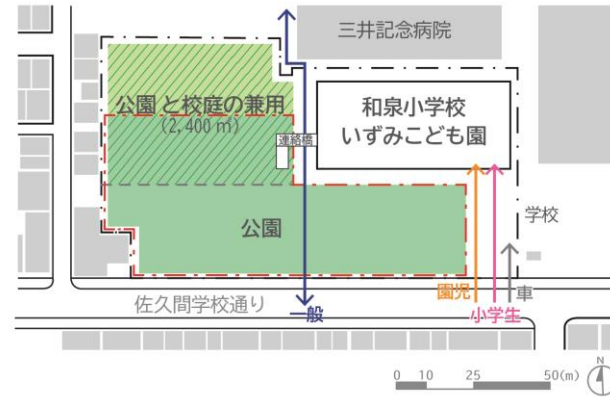 三井記念病院
公園と校庭の兼用
(2,400㎡)
和泉小学校
いずみこども園
連絡橋
学校
公園
園児
車
佐久間学校通り
一般
小学生
N
0 10 25 50(m)